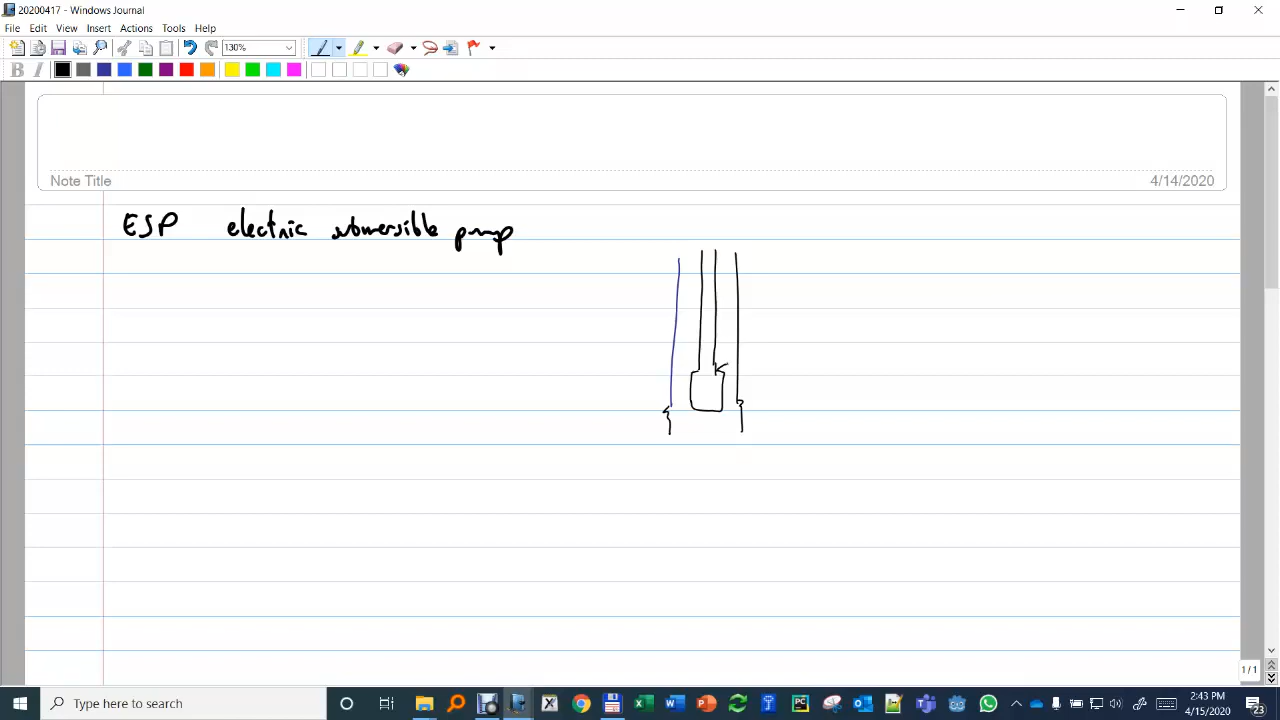 20200417 - Windows Journal
File Edit View Insert Actions Tools Help
130%
B I
Note Title
4/14/2020
ESP electric submersible pump
1 / 1
Type here to search
2:43 PM
4/15/2020
23